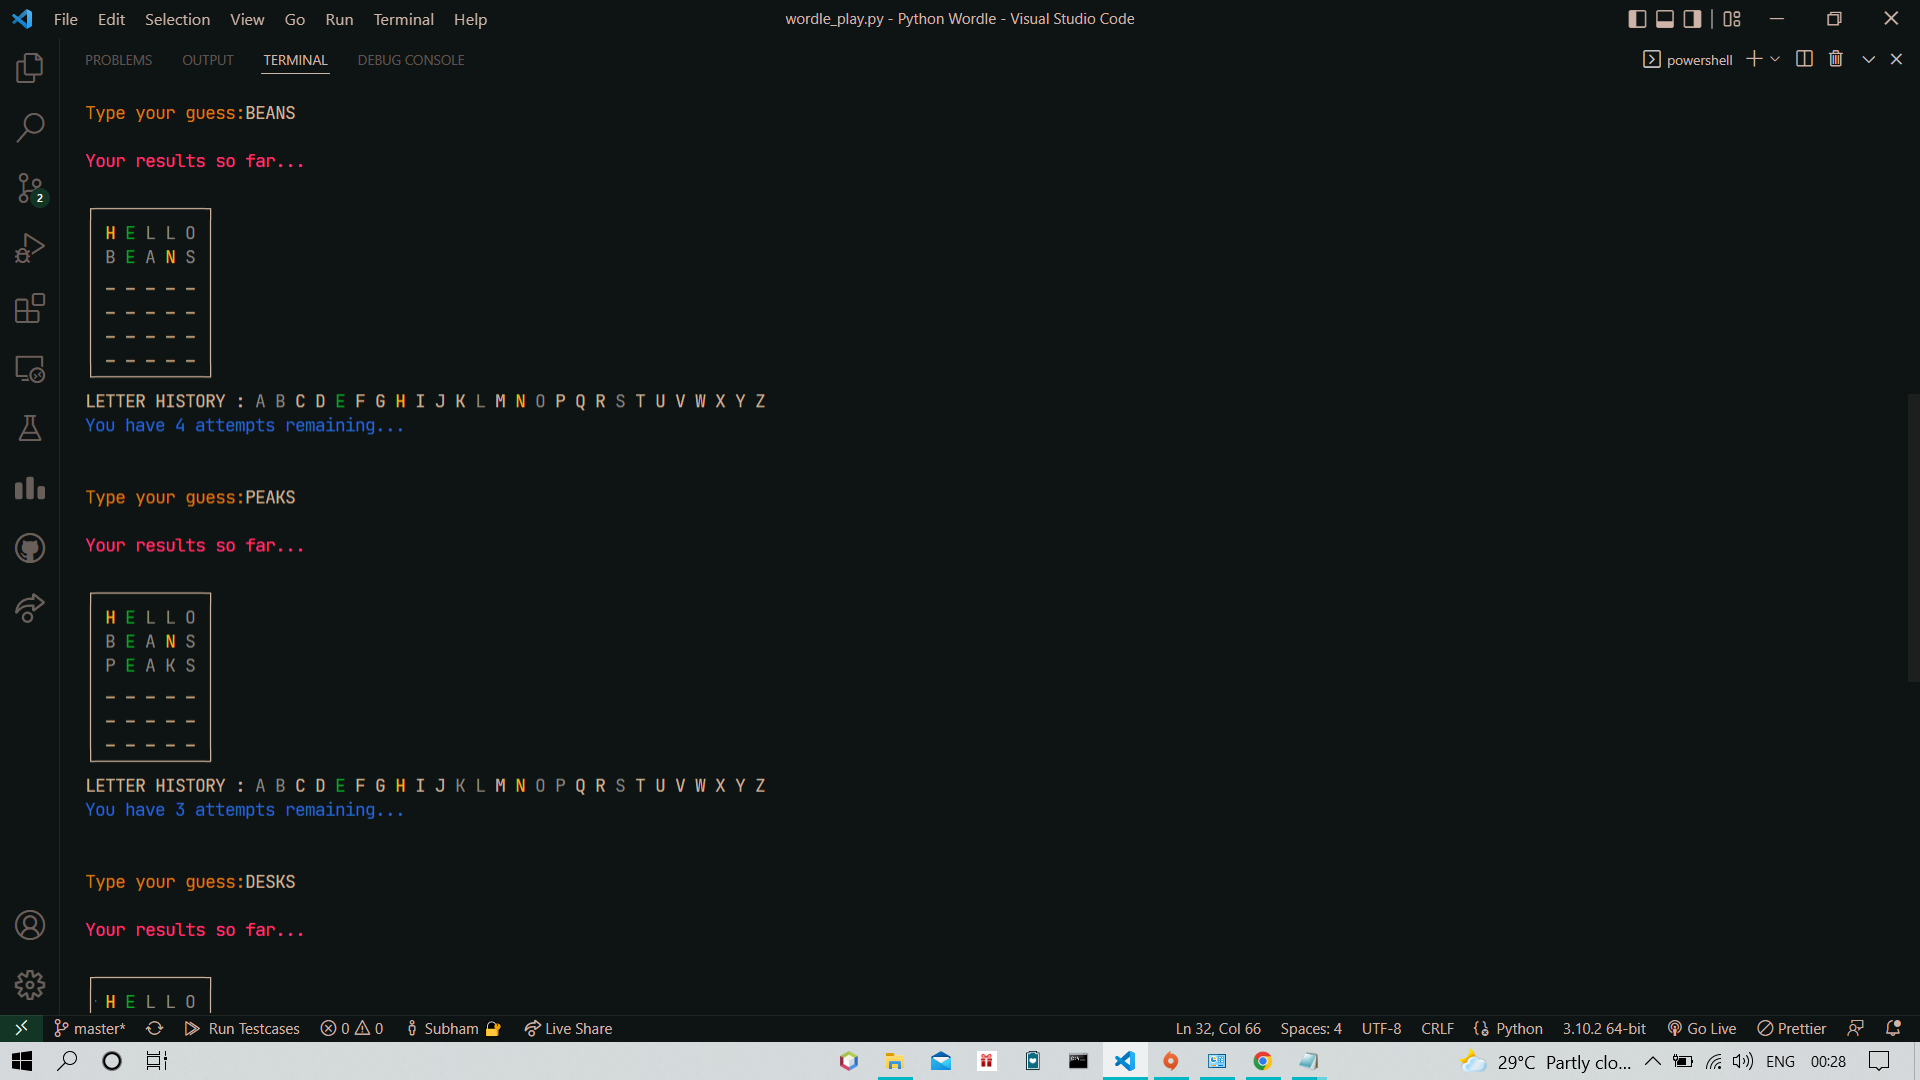 File Edit Selection View Go Run Terminal Help
wordle_play.py - Python Wordle - Visual Studio Code
PROBLEMS OUTPUT TERMINAL DEBUG CONSOLE
powershell
Type your guess:BEANS
Your results so far...
2
H E L L O
B E A N S
- - - - -
- - - - -
- - - - -
- - - - -
LETTER HISTORY : A B C D E F G H I J K L M N O P Q R S T U V W X Y Z
You have 4 attempts remaining...
Type your guess:PEAKS
Your results so far...
H E L L O
B E A N S
P E A K S
- - - - -
- - - - -
- - - - -
LETTER HISTORY : A B C D E F G H I J K L M N O P Q R S T U V W X Y Z
You have 3 attempts remaining...
Type your guess:DESKS
Your results so far...
H E L L O
master* Run Testcases 0 0 Subham Live Share Ln 32, Col 66 Spaces: 4 UTF-8 CRLF Python 3.10.2 64-bit Go Live Prettier
29°C Partly clo... ENG 00:28